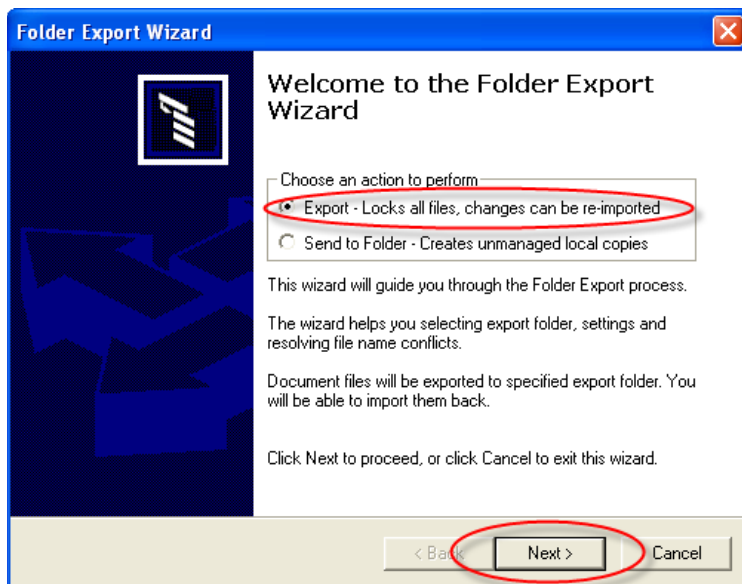 Folder Export Wizard
Welcome to the Folder Export
Wizard
Choose an action to perform
Export - Locks all files, changes can be re-imported
Send to Folder - Creates unmanaged local copies
This wizard will guide you through the Folder Export process.
The wizard helps you selecting export folder, settings and
resolving file name conflicts.
Document files will be exported to specified export folder. You
will be able to import them back.
Click Next to proceed, or click Cancel to exit this wizard.
< Back
Next >
Cancel